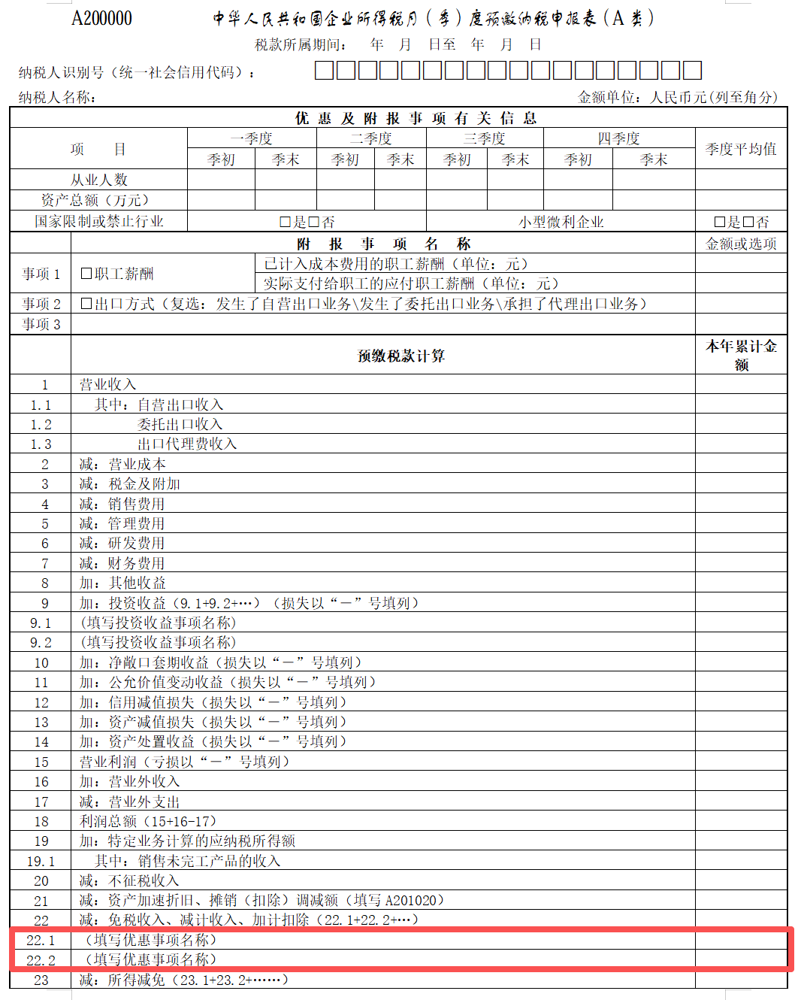 A200000 中华人民共和国企业所得税月（季）度预缴纳税申报表（A 类）
税款所属期间： 年 月 日至 年 月 日
纳税人识别号（统一社会信用代码）：□□□□□□□□□□□□□□□□□□
纳税人名称： 金额单位：人民币元(列至角分)
优 惠 及 附 报 事 项 有 关 信 息
项 目 一季度 二季度 三季度 四季度 季度平均值
季初 季末 季初 季末 季初 季末 季初 季末
从业人数
资产总额（万元）
国家限制或禁止行业 □是□否 小型微利企业 □是□否
附 报 事 项 名 称 金额或选项
事项 1 □职工薪酬 已计入成本费用的职工薪酬（单位：元）
实际支付给职工的应付职工薪酬（单位：元）
事项 2 □出口方式（复选：发生了自营出口业务\发生了委托出口业务\承担了代理出口业务）
事项 3
预缴税款计算 本年累计金
额
1 营业收入
1.1 其中：自营出口收入
1.2 委托出口收入
1.3 出口代理费收入
2 减：营业成本
3 减：税金及附加
4 减：销售费用
5 减：管理费用
6 减：研发费用
7 减：财务费用
8 加：其他收益
9 加：投资收益（9.1+9.2+…）（损失以“－”号填列）
9.1 (填写投资收益事项名称)
9.2 (填写投资收益事项名称)
10 加：净敞口套期收益（损失以“－”号填列）
11 加：公允价值变动收益（损失以“－”号填列）
12 加：信用减值损失（损失以“－”号填列）
13 加：资产减值损失（损失以“－”号填列）
14 加：资产处置收益（损失以“－”号填列）
15 营业利润（亏损以“－”号填列）
16 加：营业外收入
17 减：营业外支出
18 利润总额（15+16-17）
19 加：特定业务计算的应纳税所得额
19.1 其中：销售未完工产品的收入
20 减：不征税收入
21 减：资产加速折旧、摊销（扣除）调减额（填写 A201020）
22 减：免税收入、减计收入、加计扣除（22.1+22.2+…）
22.1 （填写优惠事项名称）
22.2 （填写优惠事项名称）
23 减：所得减免（23.1+23.2+……）